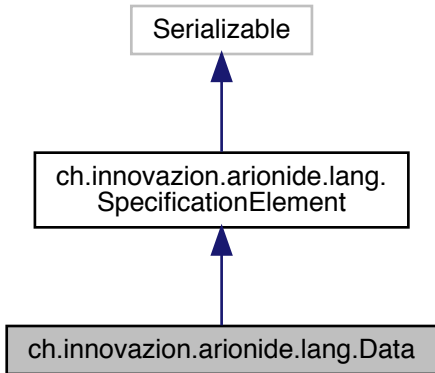 Serializable
ch.innovazion.arionide.lang.
SpecificationElement
ch.innovazion.arionide.lang.Data